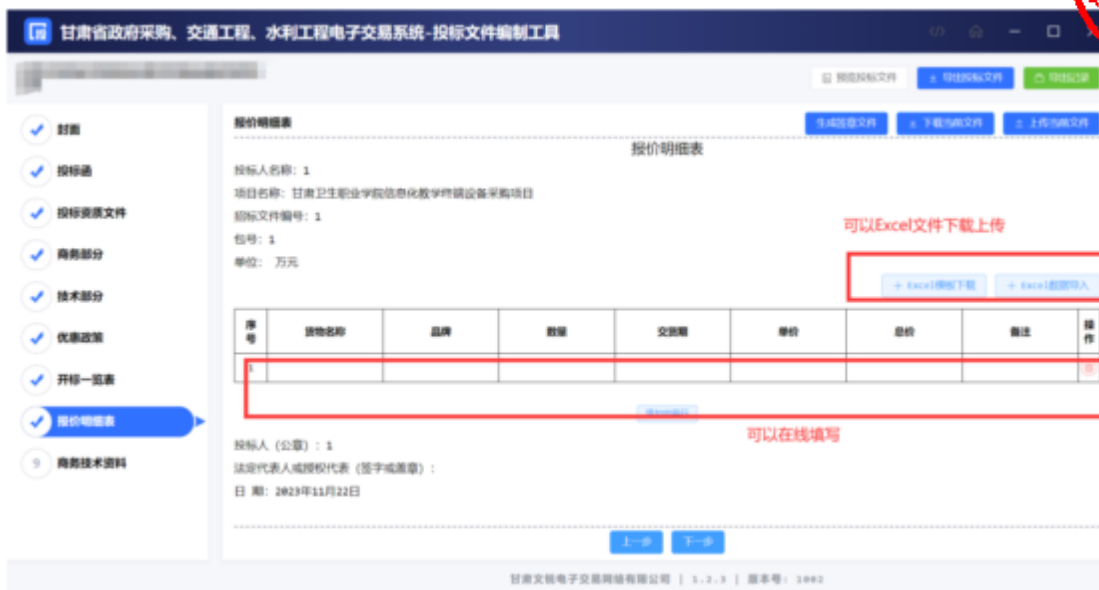 甘肃省政府采购、交通工程、水利工程电子交易系统-投标文件编制工具
预览投标文件 导出投标文件 导出记录
封面
投标函
投标资质文件
商务部分
技术部分
优惠政策
开标一览表
报价明细表
9 商务技术资料
报价明细表 生成签章文件 下载当前文件 上传当前文件
报价明细表
投标人名称: 1
项目名称: 甘肃卫生职业学院信息化教学终端设备采购项目
招标文件编号: 1
包号: 1
单位: 万元
可以Excel文件下载上传
+ Excel模板下载 + Excel数据导入
序号 货物名称 品牌 数量 交货期 单价 总价 备注 操作
1
可以在线填写
投标人（公章）: 1
法定代表人或授权代表（签字或盖章）:
日 期: 2023年11月22日
上一步 下一步
甘肃文锐电子交易网络有限公司 | 1.2.3 | 版本号: 1002